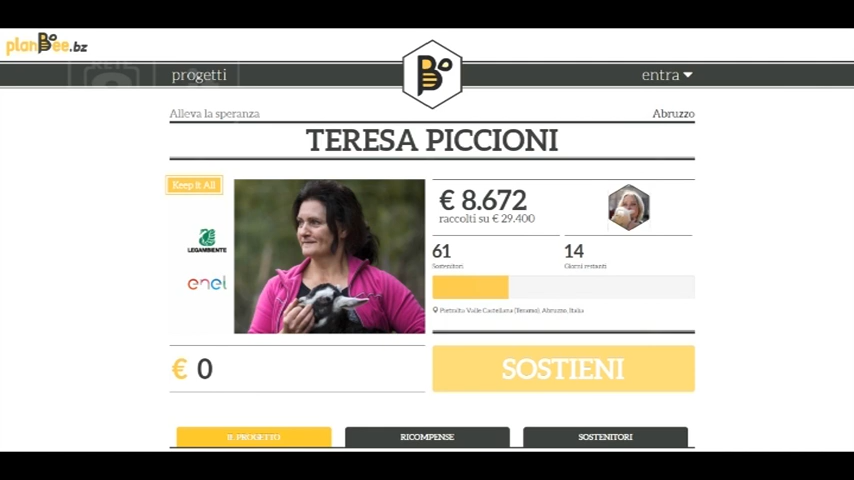 planBee.bz
RETE
progetti
entra
B
Alleva la speranza
Abruzzo
TERESA PICCIONI
Keep it All
€ 8.672
raccolti su € 29.400
LEGAMBIENTE
61
14
Sostenitori
Giorni restanti
enel
Valle Castellana (Teramo), Abruzzo, Italia
€ 0
SOSTIENI
IL PROGETTO
RICOMPENSE
SOSTENITORI